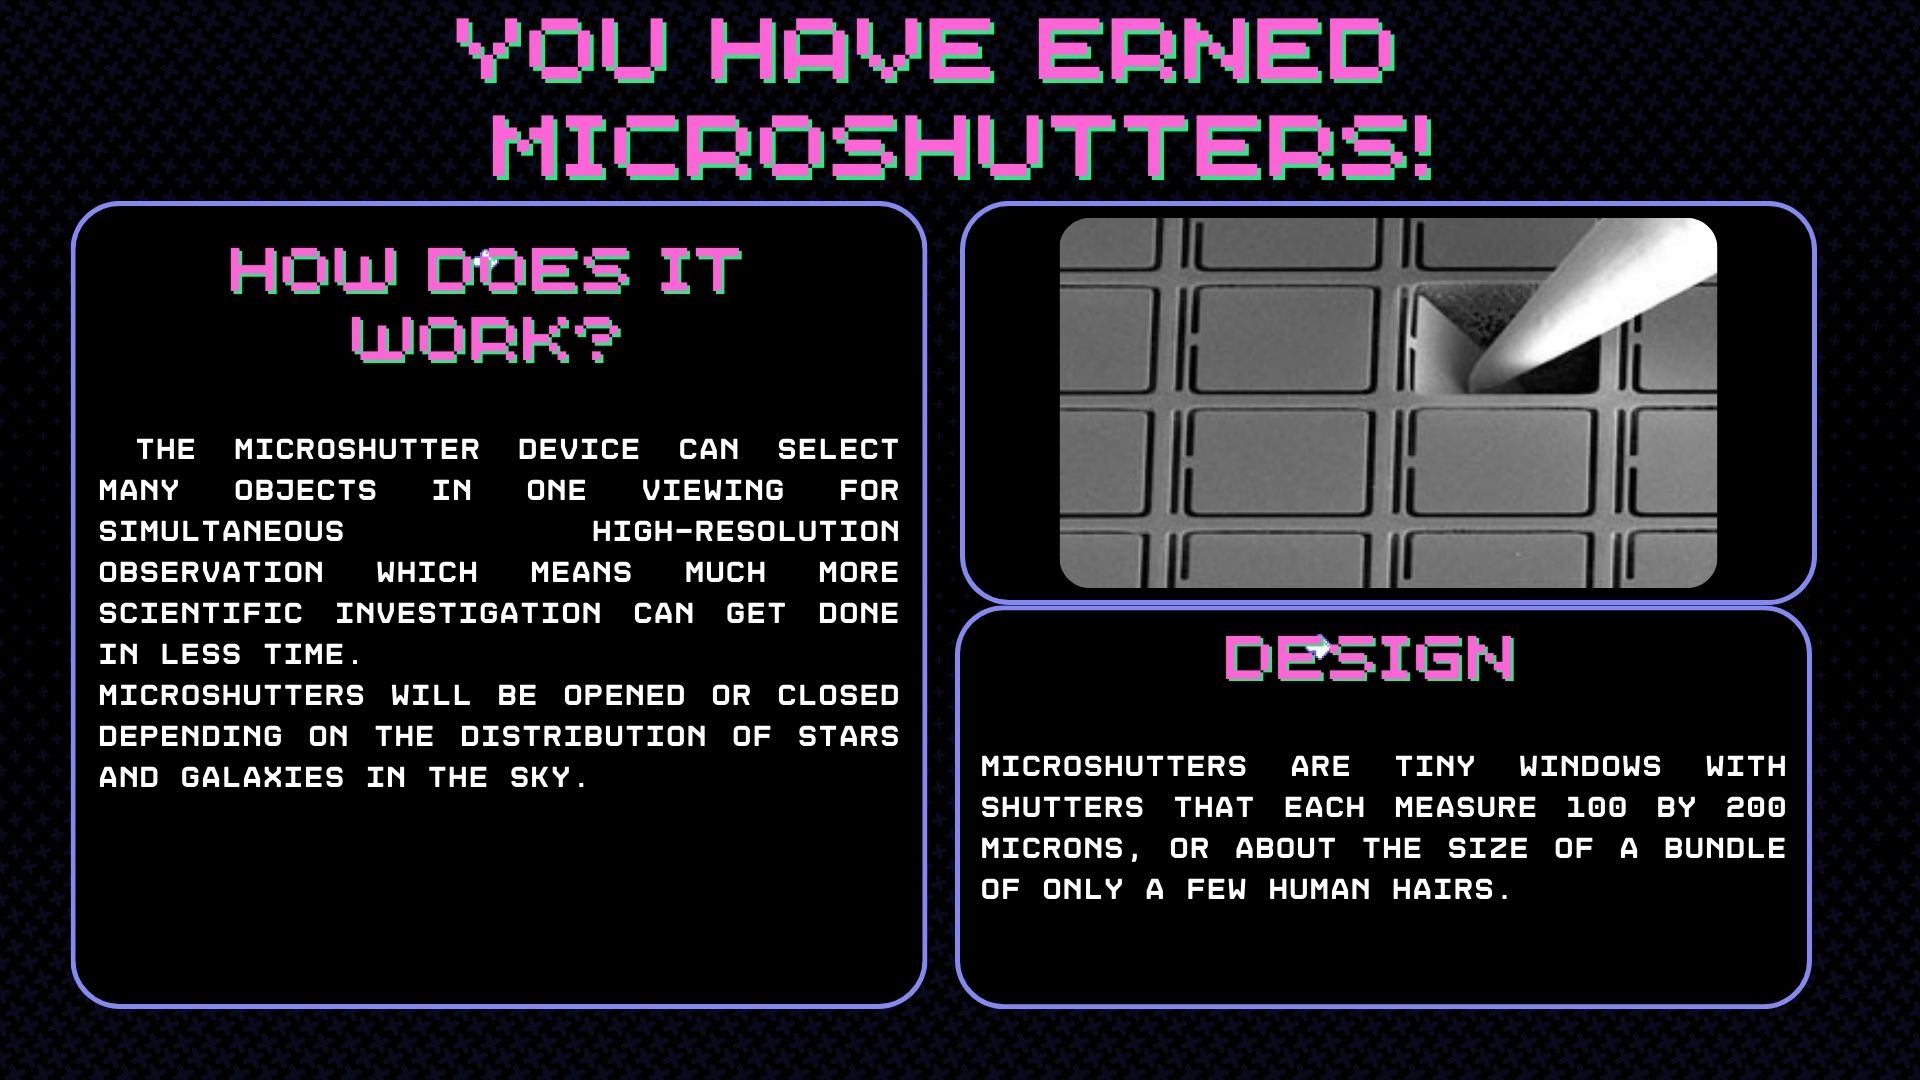 YOU HAVE ERNED
MICROSHUTTERS!
HOW DOES IT
WORK?
THE MICROSHUTTER DEVICE CAN SELECT
MANY OBJECTS IN ONE VIEWING FOR
SIMULTANEOUS HIGH-RESOLUTION
OBSERVATION WHICH MEANS MUCH MORE
SCIENTIFIC INVESTIGATION CAN GET DONE
IN LESS TIME.
MICROSHUTTERS WILL BE OPENED OR CLOSED
DEPENDING ON THE DISTRIBUTION OF STARS
AND GALAXIES IN THE SKY.
DESIGN
MICROSHUTTERS ARE TINY WINDOWS WITH
SHUTTERS THAT EACH MEASURE 100 BY 200
MICRONS, OR ABOUT THE SIZE OF A BUNDLE
OF ONLY A FEW HUMAN HAIRS.